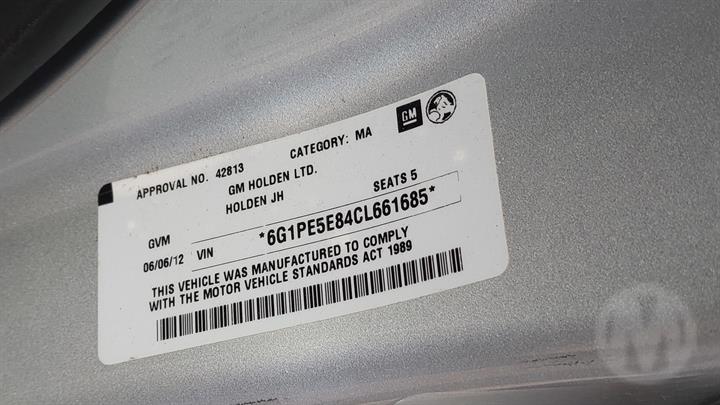 APPROVAL NO. 42813 CATEGORY: MA GM
GM HOLDEN LTD.
HOLDEN JH SEATS 5
GVM
06/06/12 VIN *6G1PE5E84CL661685*
THIS VEHICLE WAS MANUFACTURED TO COMPLY
WITH THE MOTOR VEHICLE STANDARDS ACT 1989
M